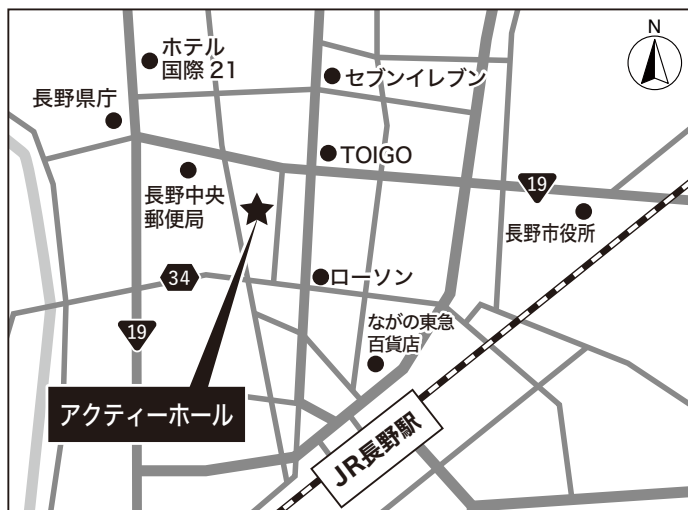 N
ホテル
国際 21
セブンイレブン
長野県庁
TOIGO
長野中央
郵便局
19
長野市役所
34
ローソン
19
ながの東急
百貨店
アクティーホール
JR長野駅